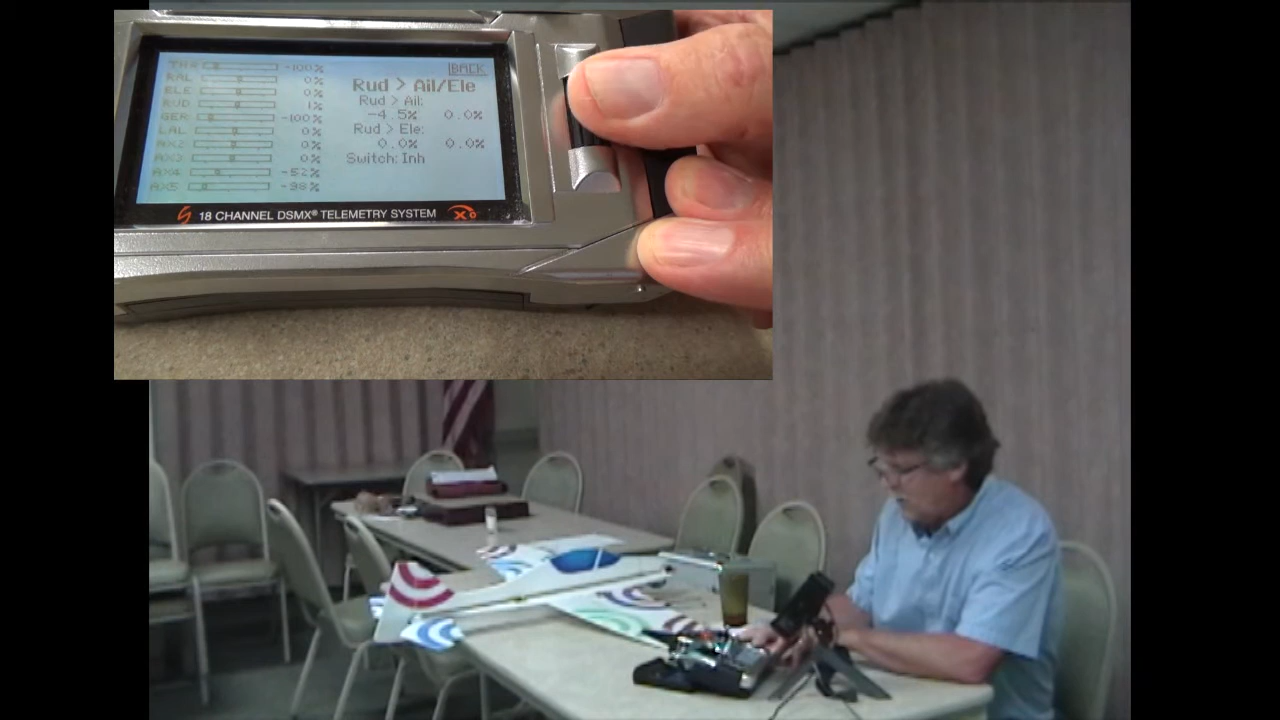 THR -100%
RAL 0%
ELE 0%
RUD 1%
GER -100%
LAL 0%
AX2 0%
AX3 0%
AX4 -52%
AX5 -38%
BACK
Rud > Ail/Ele
Rud > Ail:
-4.5% 0.0%
Rud > Ele:
0.0% 0.0%
Switch: Inh
18 CHANNEL DSMX® TELEMETRY SYSTEM